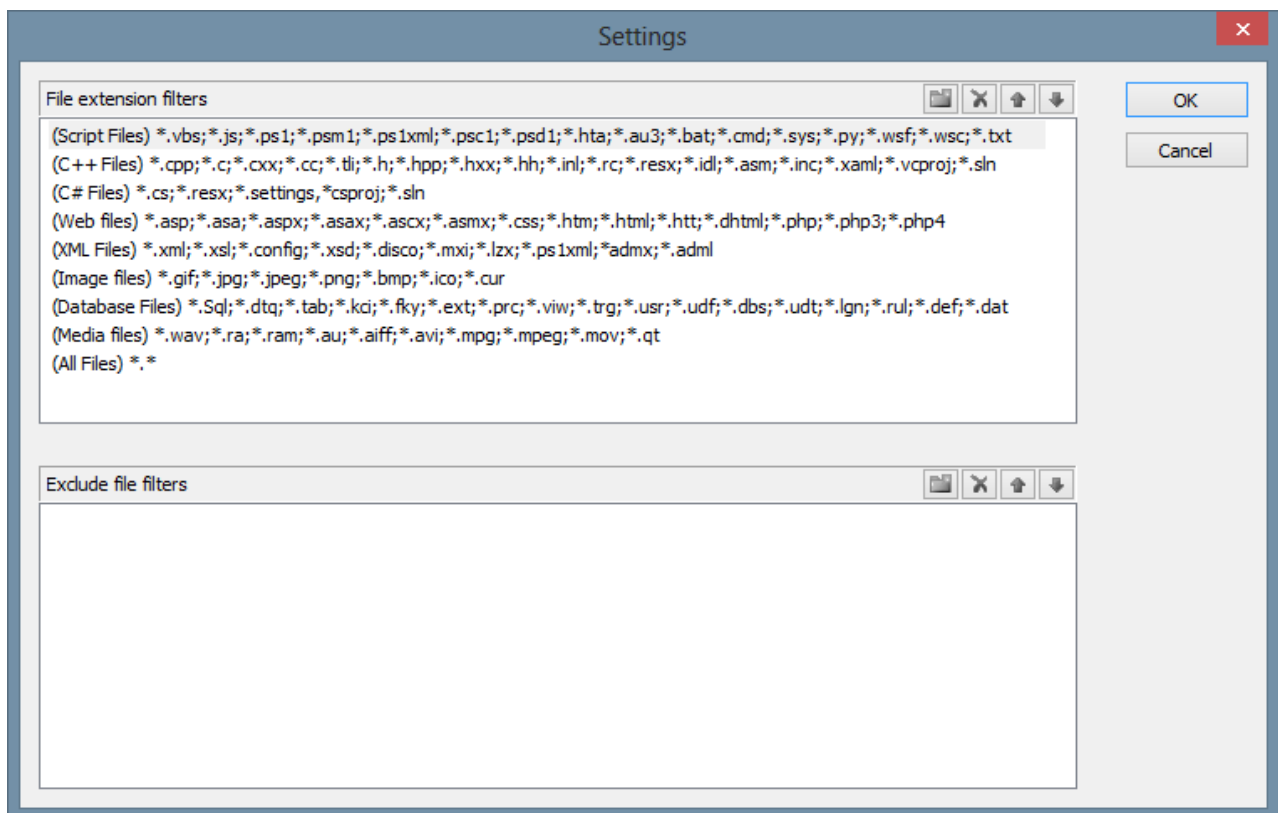 Settings
File extension filters
OK
(Script Files) *.vbs;*.js;*.ps1;*.psm1;*.ps1xml;*.psc1;*.psd1;*.hta;*.au3;*.bat;*.cmd;*.sys;*.py;*.wsf;*.wsc;*.txt
Cancel
(C++ Files) *.cpp;*.c;*.cxx;*.cc;*.tli;*.h;*.hpp;*.hxx;*.hh;*.inl;*.rc;*.resx;*.idl;*.asm;*.inc;*.xaml;*.vcproj;*.sln
(C# Files) *.cs;*.resx;*.settings,*csproj;*.sln
(Web files) *.asp;*.asa;*.aspx;*.asax;*.ascx;*.asmx;*.css;*.htm;*.html;*.htt;*.dhtml;*.php;*.php3;*.php4
(XML Files) *.xml;*.xsl;*.config;*.xsd;*.disco;*.mxi;*.lzx;*.ps1xml;*admx;*.adml
(Image files) *.gif;*.jpg;*.jpeg;*.png;*.bmp;*.ico;*.cur
(Database Files) *.Sql;*.dtq;*.tab;*.kci;*.fky;*.ext;*.prc;*.viw;*.trg;*.usr;*.udf;*.dbs;*.udt;*.lgn;*.rul;*.def;*.dat
(Media files) *.wav;*.ra;*.ram;*.au;*.aiff;*.avi;*.mpg;*.mpeg;*.mov;*.qt
(All Files) *.*
Exclude file filters